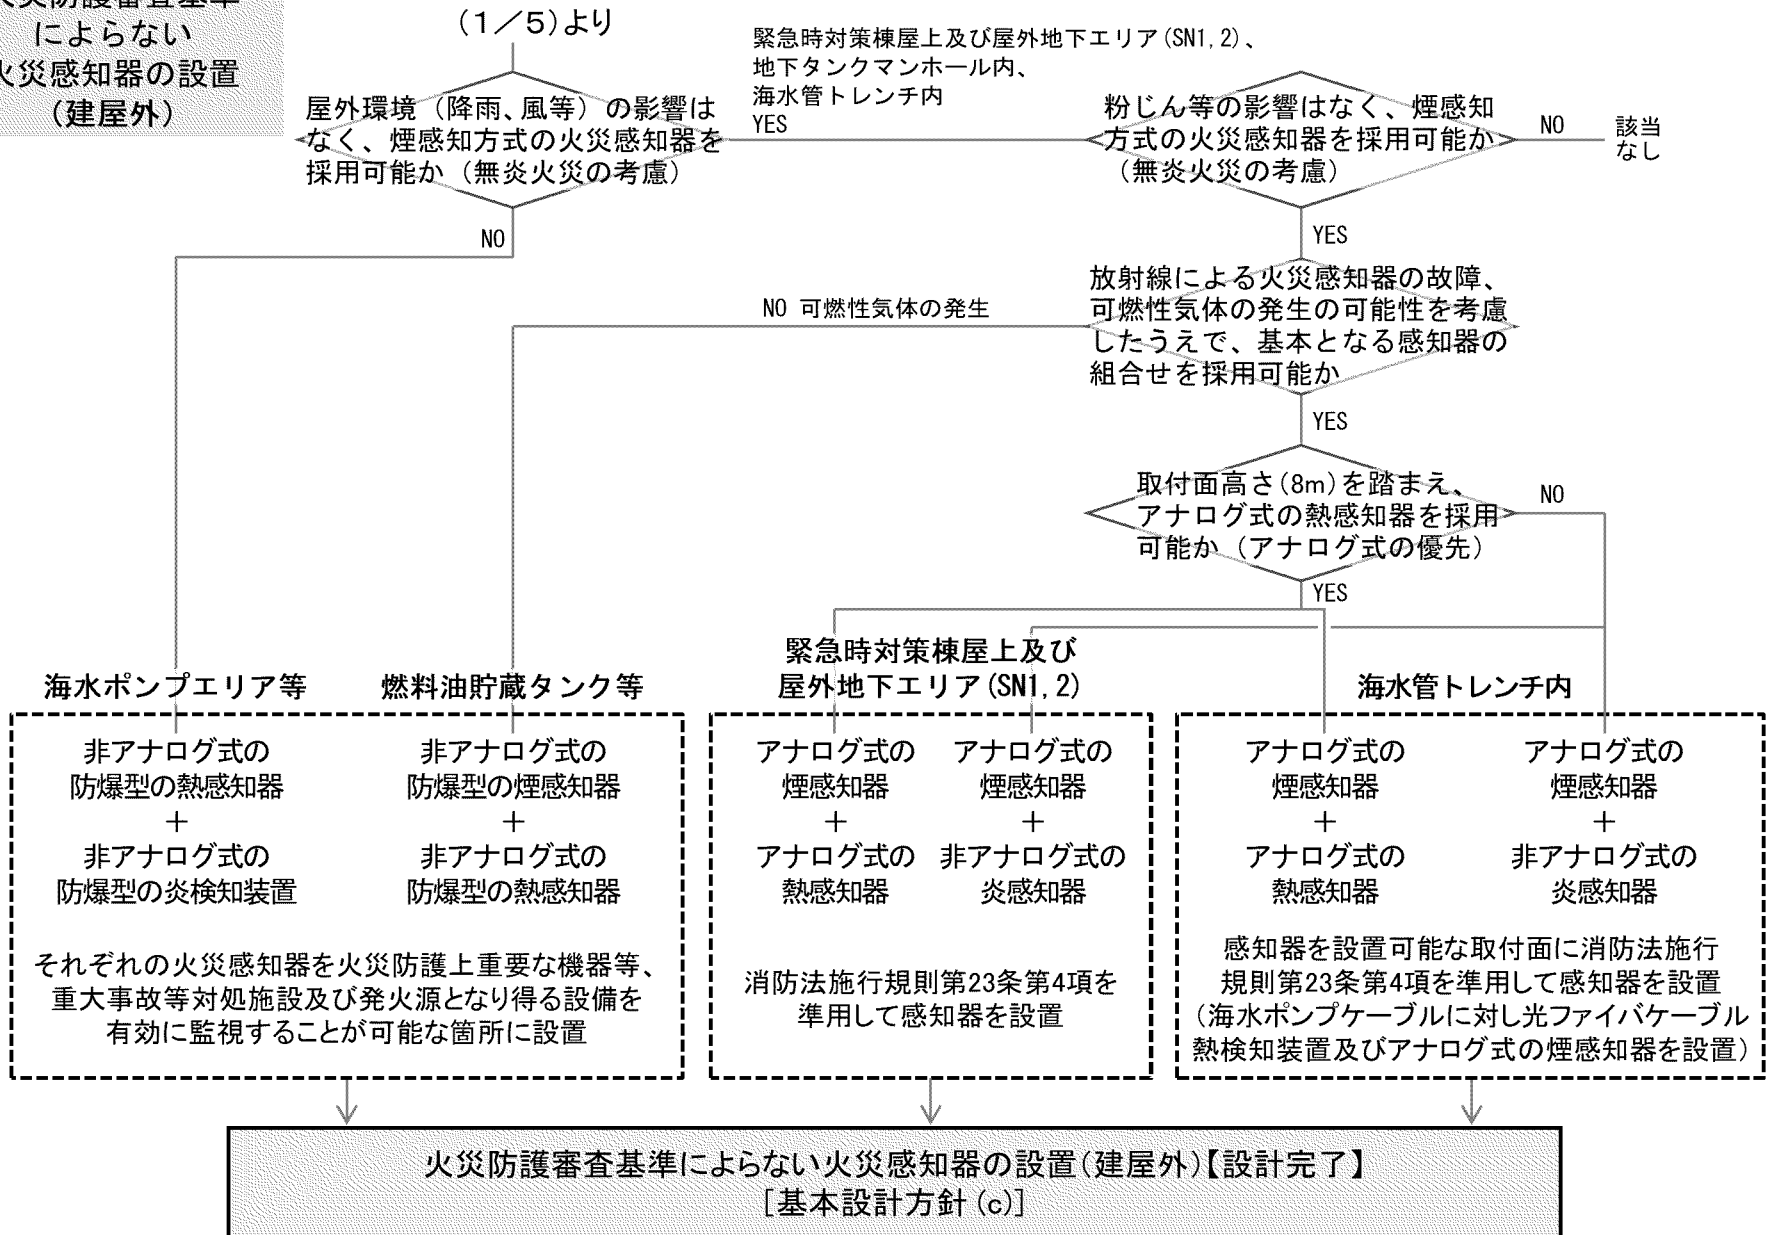 火災防護審査基準
によらない
火災感知器の設置
(建屋外)
(1/5)より
屋外環境(降雨、風等)の影響は
なく、煙感知方式の火災感知器を
採用可能か(無炎火災の考慮)
緊急時対策棟屋上及び屋外地下エリア(SN1,2)、
地下タンクマンホール内、
海水管トレンチ内
YES
粉じん等の影響はなく、煙感知
方式の火災感知器を採用可能か
(無炎火災の考慮)
NO
該当
なし
NO
YES
放射線による火災感知器の故障、
可燃性気体の発生の可能性を考慮
したうえで、基本となる感知器の
組合せを採用可能か
NO 可燃性気体の発生
YES
取付面高さ(8m)を踏まえ、
アナログ式の熱感知器を採用
可能か(アナログ式の優先)
NO
YES
海水ポンプエリア等
燃料油貯蔵タンク等
緊急時対策棟屋上及び
屋外地下エリア(SN1,2)
海水管トレンチ内
非アナログ式の
防爆型の熱感知器
+
非アナログ式の
防爆型の炎検知装置
非アナログ式の
防爆型の煙感知器
+
非アナログ式の
防爆型の熱感知器
それぞれの火災感知器を火災防護上重要な機器等、
重大事故等対処施設及び発火源となり得る設備を
有効に監視することが可能な箇所に設置
アナログ式の
煙感知器
+
アナログ式の
熱感知器
アナログ式の
煙感知器
+
非アナログ式の
炎感知器
消防法施行規則第23条第4項を
準用して感知器を設置
アナログ式の
煙感知器
+
アナログ式の
熱感知器
アナログ式の
煙感知器
+
非アナログ式の
炎感知器
感知器を設置可能な取付面に消防法施行
規則第23条第4項を準用して感知器を設置
(海水ポンプケーブルに対し光ファイバケーブル
熱検知装置及びアナログ式の煙感知器を設置)
火災防護審査基準によらない火災感知器の設置(建屋外)【設計完了】
[基本設計方針(c)]